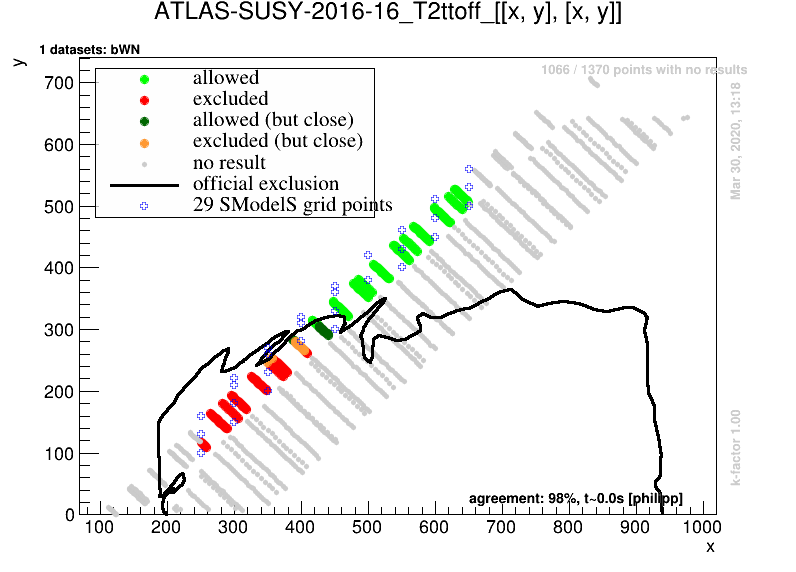 ATLAS-SUSY-2016-16_T2ttoff_[[x, y], [x, y]]
1 datasets: bWN
y
1066 / 1370 points with no results
allowed
excluded
allowed (but close)
excluded (but close)
no result
official exclusion
29 SModelS grid points
Mar 30, 2020, 13:18
k-factor 1.00
700
600
500
400
300
200
100
0
agreement: 98%, t~0.0s [philipp]
100 200 300 400 500 600 700 800 900 1000
x